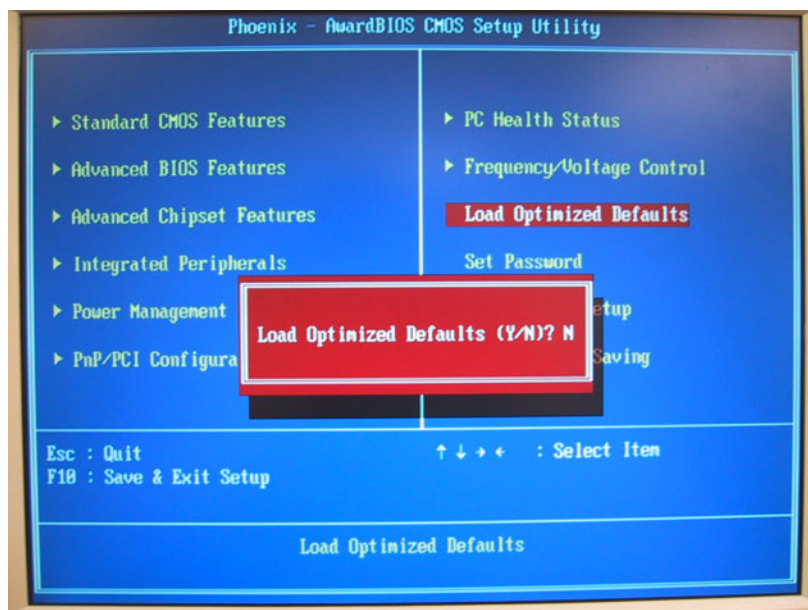 Phoenix - AwardBIOS CMOS Setup Utility
▶ Standard CMOS Features
▶ Advanced BIOS Features
▶ Advanced Chipset Features
▶ Integrated Peripherals
▶ Power Management
▶ PnP/PCI Configura
▶ PC Health Status
▶ Frequency/Voltage Control
Load Optimized Defaults
Set Password
etup
Saving
Load Optimized Defaults (Y/N)? N
Esc : Quit
F10 : Save & Exit Setup
↑ ↓ → ← : Select Item
Load Optimized Defaults